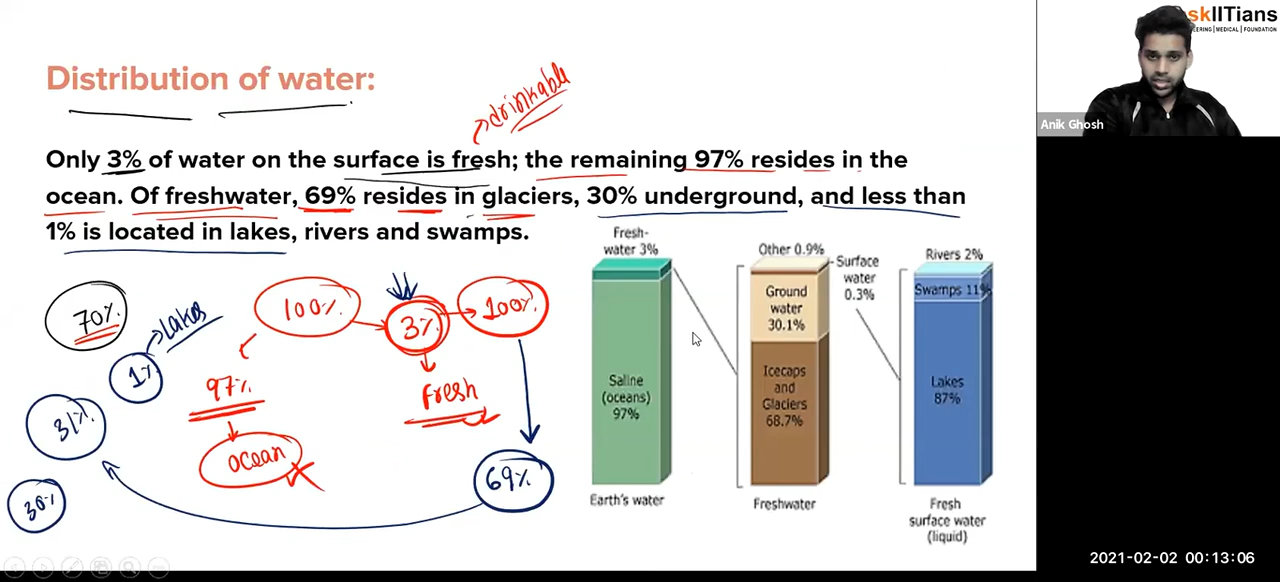 skIITians
EERING | MEDICAL | FOUNDATION
Anik Ghosh
Distribution of water:
drinkable
Only 3% of water on the surface is fresh; the remaining 97% resides in the
ocean. Of freshwater, 69% resides in glaciers, 30% underground, and less than
1% is located in lakes, rivers and swamps.
70%
1%
lakes
31%
30%
100%
97%
ocean
3%
fresh
100%
69%
Fresh-
water 3%
Saline
(oceans)
97%
Earth's water
Other 0.9%
Surface
water
0.3%
Ground
water
30.1%
Icecaps
and
Glaciers
68.7%
Freshwater
Rivers 2%
Swamps 11%
Lakes
87%
Fresh
surface water
(liquid)
2021-02-02 00:13:06